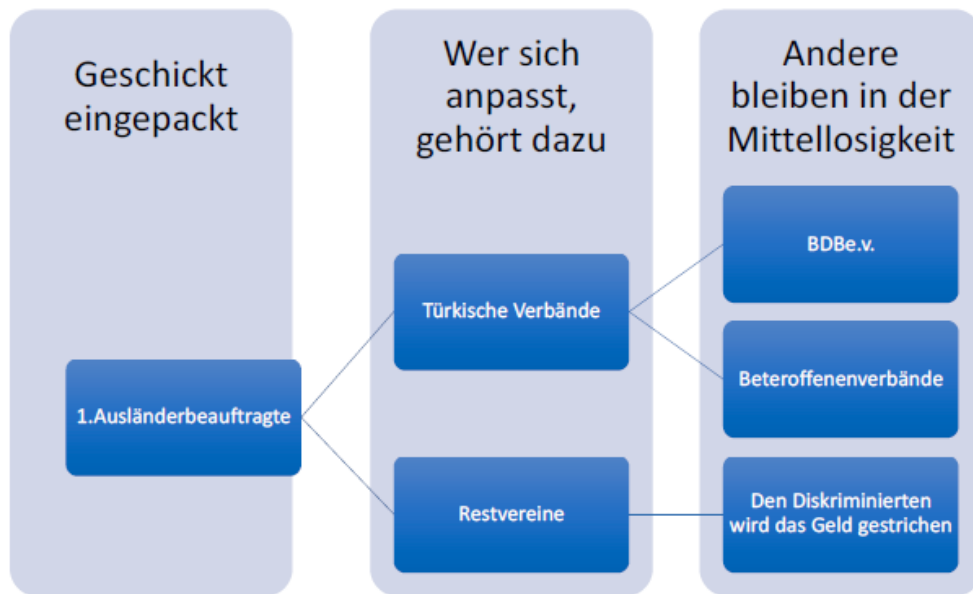 Geschickt
eingepackt
1.Ausländerbeauftragte
Wer sich
anpasst,
gehört dazu
Türkische Verbände
Restvereine
Andere
bleiben in der
Mittellosigkeit
BDBe.v.
Beteroffenenverbände
Den Diskriminierten
wird das Geld gestrichen